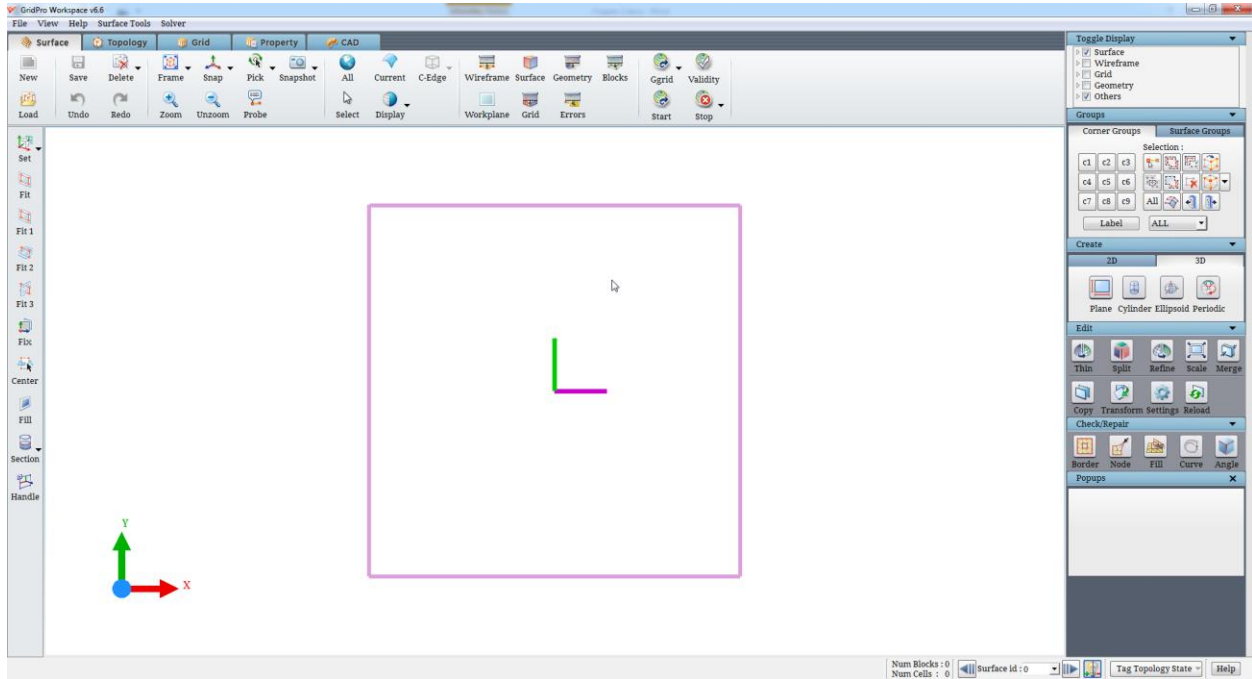 GridPro Workspace v6.6
File View Help Surface Tools Solver
Surface Topology Grid Property CAD
New Save Delete Frame Snap Pick Snapshot All Current C-Edge Wireframe Surface Geometry Blocks Ggrid Validity
Load Undo Redo Zoom Unzoom Probe Select Display Workplane Grid Errors Start Stop
Set
Fit
Fit 1
Fit 2
Fit 3
Fix
Center
Fill
Section
Handle
Y
X
Toggle Display
Surface
Wireframe
Grid
Geometry
Others
Groups
Corner Groups Surface Groups
Selection :
c1 c2 c3
c4 c5 c6
c7 c8 c9 All
Label ALL
Create
2D 3D
Plane Cylinder Ellipsoid Periodic
Edit
Thin Split Refine Scale Merge
Copy Transform Settings Reload
Check/Repair
Border Node Fill Curve Angle
Popups X
Num Blocks : 0
Num Cells : 0
Surface id : 0
Tag Topology State
Help